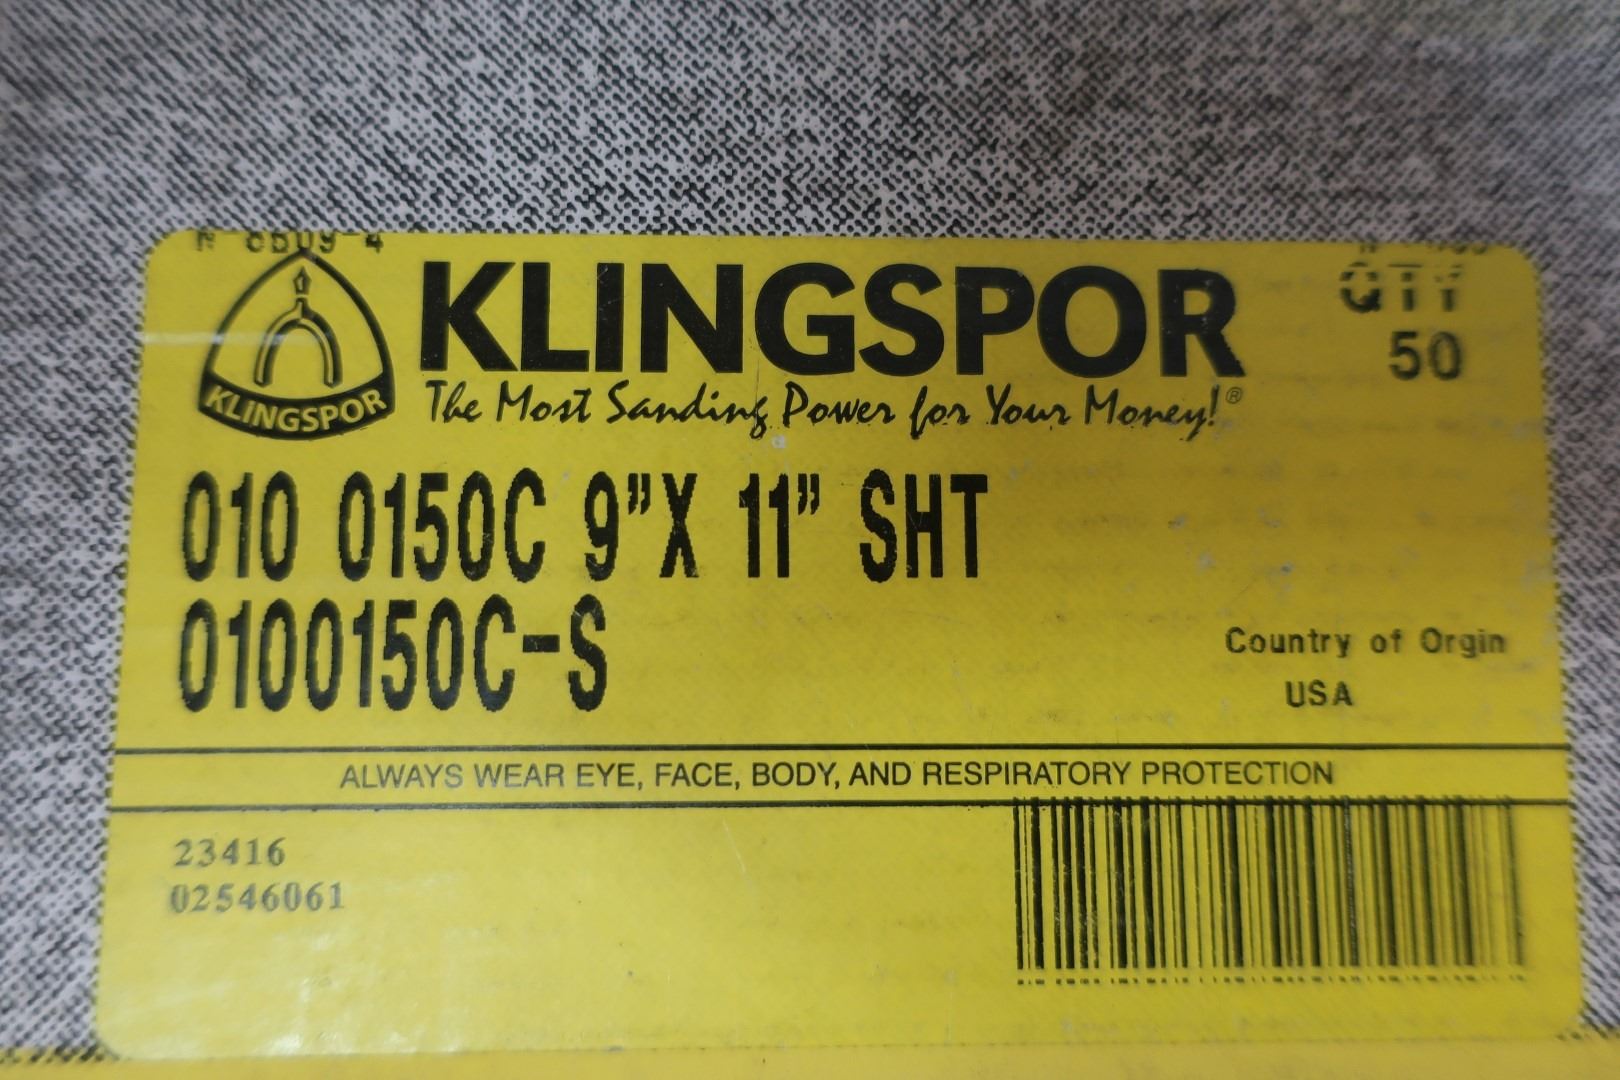 QTY
KLINGSPOR
50
KLINGSPOR
The Most Sanding Power for Your Money!®
010 0150C 9"X 11" SHT
0100150C-S
Country of Orgin
USA
ALWAYS WEAR EYE, FACE, BODY, AND RESPIRATORY PROTECTION
23416
02546061